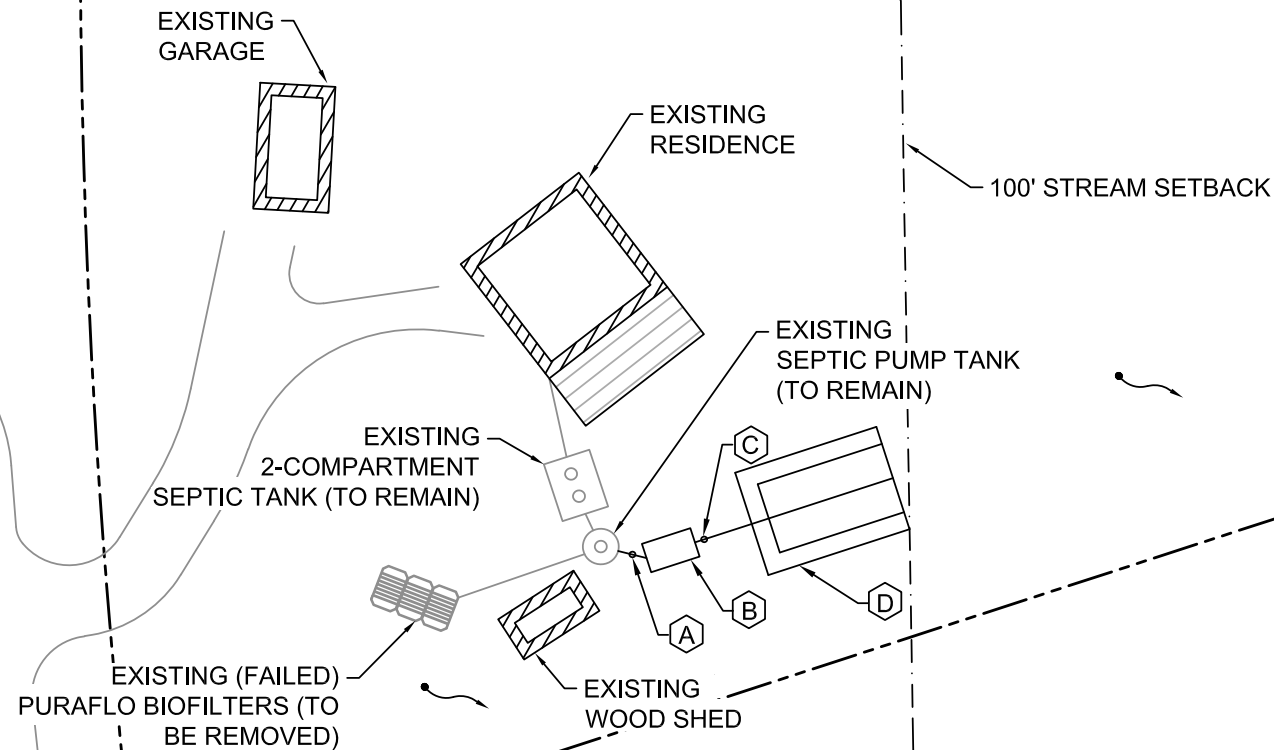 EXISTING
GARAGE
EXISTING
RESIDENCE
100' STREAM SETBACK
EXISTING
SEPTIC PUMP TANK
(TO REMAIN)
EXISTING
2-COMPARTMENT
SEPTIC TANK (TO REMAIN)
C
D
B
A
EXISTING (FAILED)
PURAFLO BIOFILTERS (TO
BE REMOVED)
EXISTING
WOOD SHED